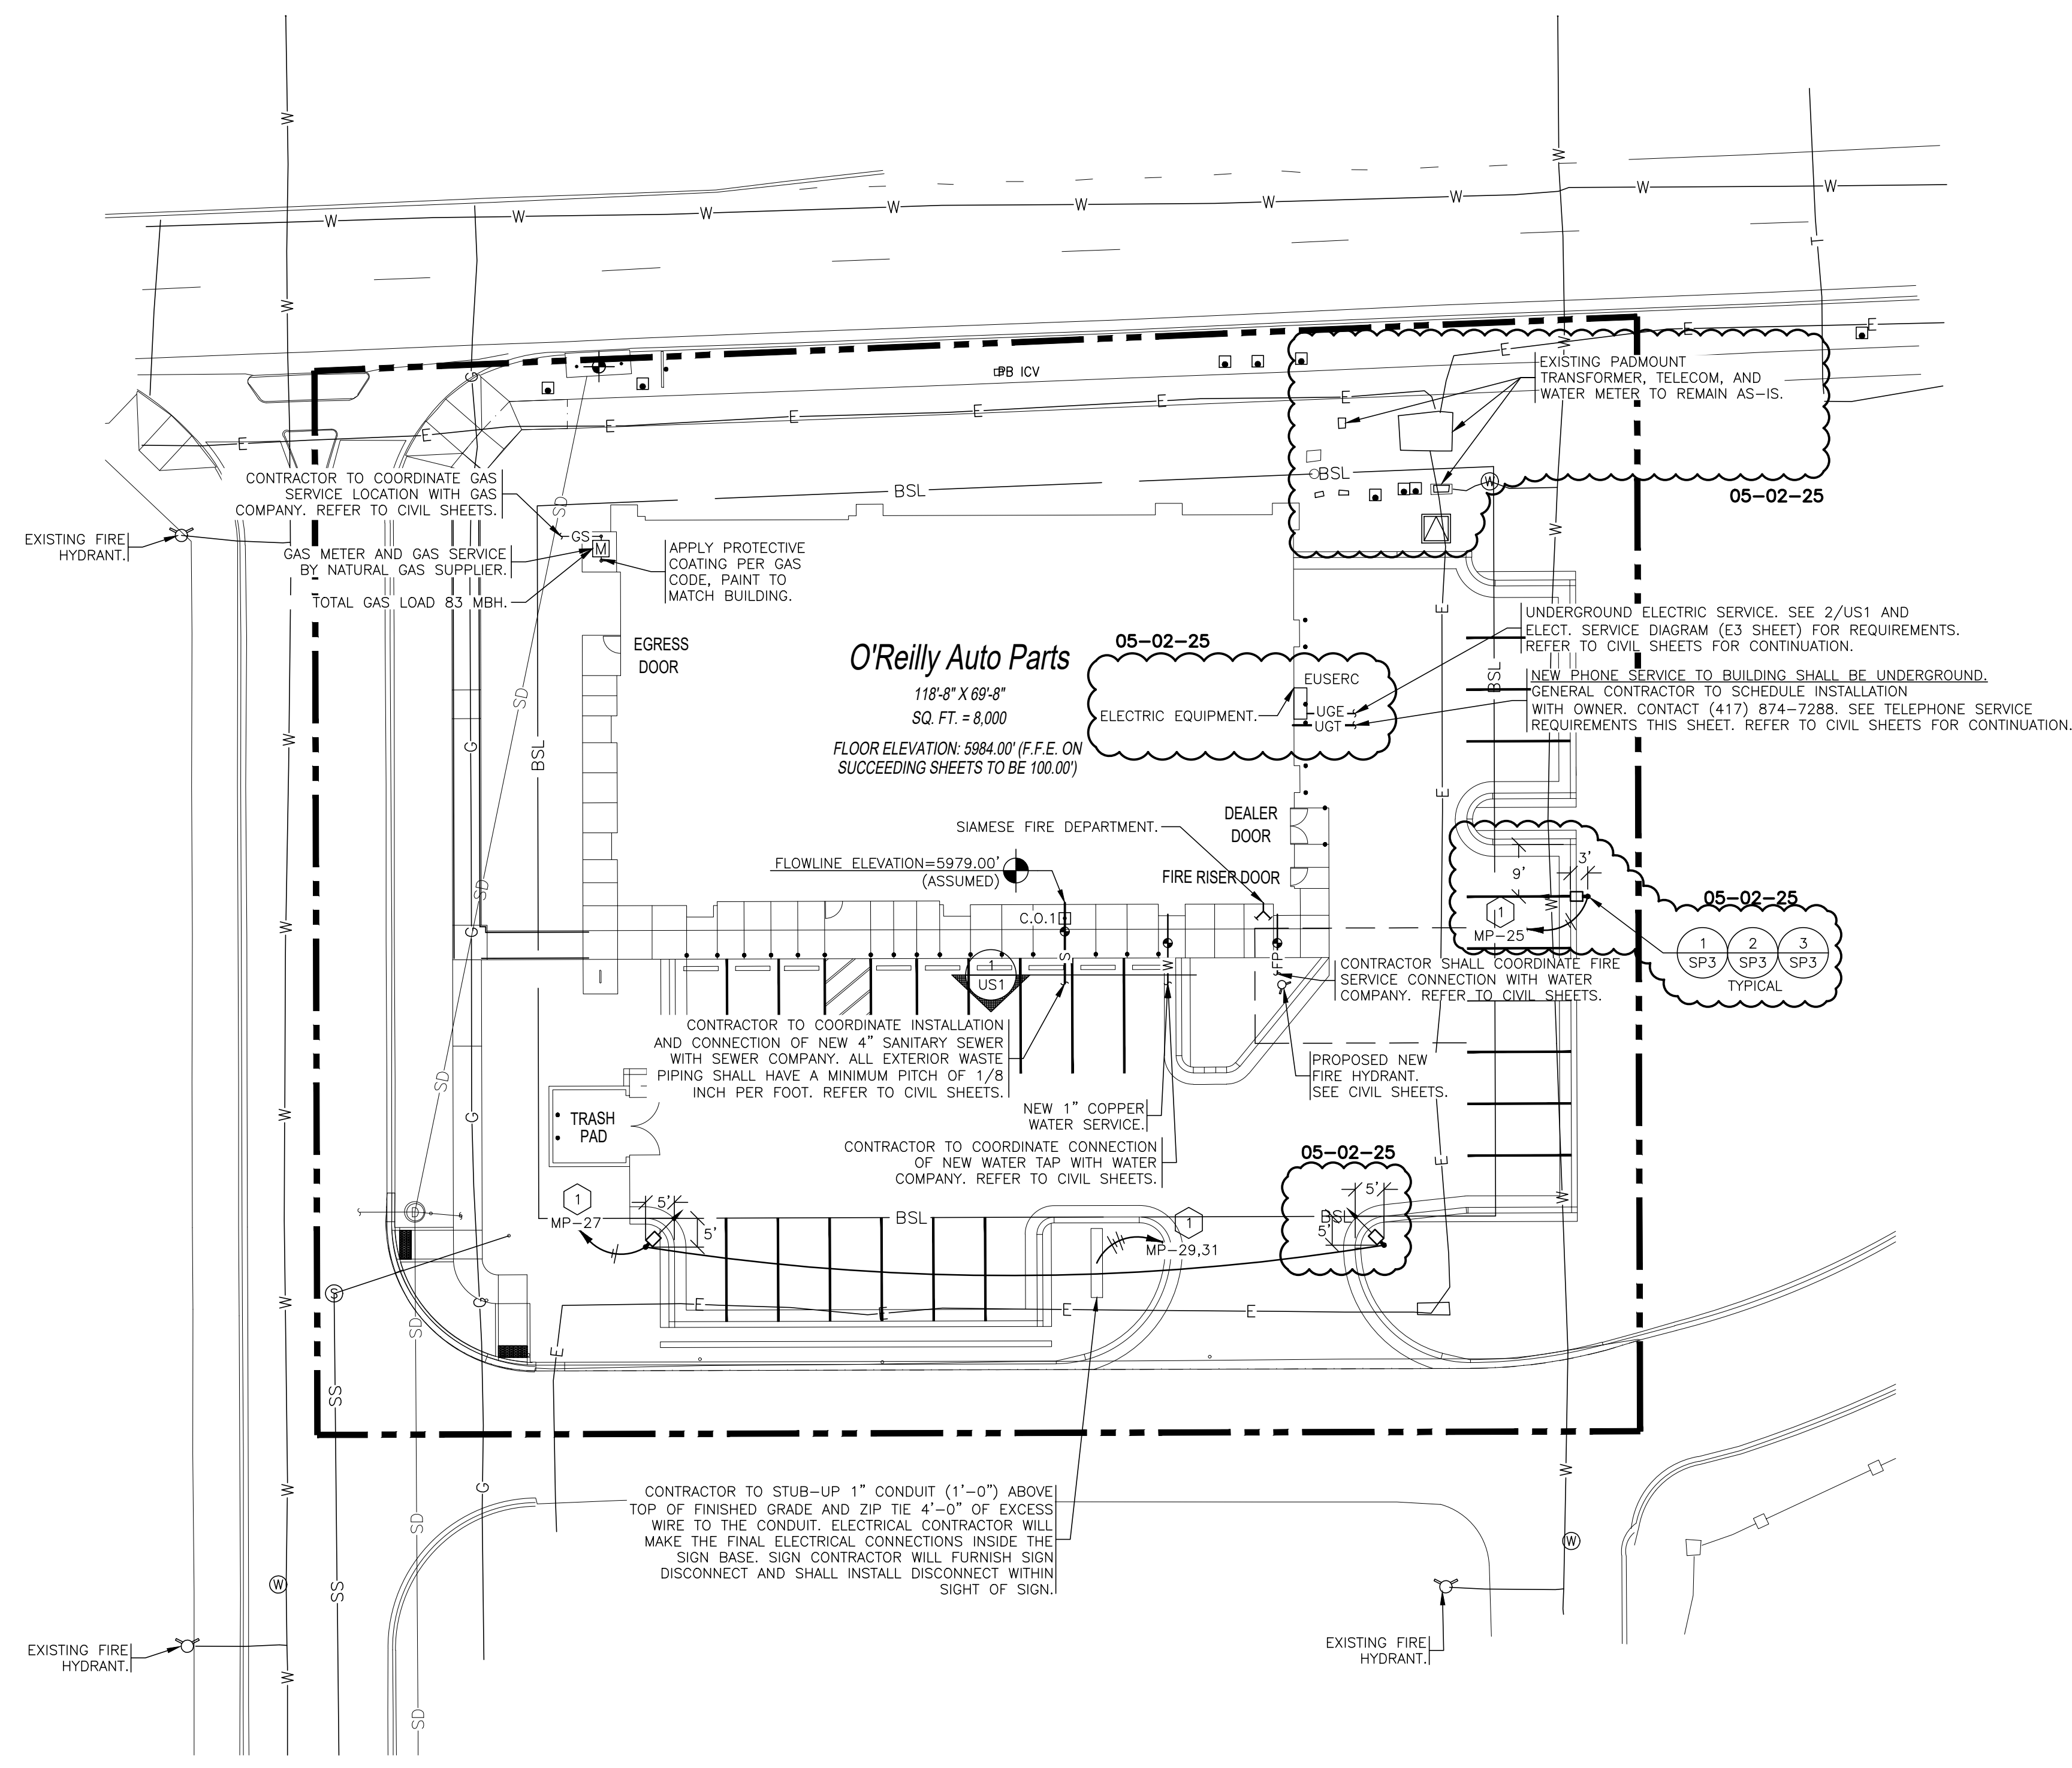 W
W
W
W
W
W
W
W
W
W
W
W
W
W
T
E
E
PB ICV
EXISTING PADMOUNT
TRANSFORMER, TELECOM, AND
WATER METER TO REMAIN AS-IS.
05-02-25
G
E
E
E
E
E
E
E
BSL
BSL
W
W
SD
CONTRACTOR TO COORDINATE GAS
SERVICE LOCATION WITH GAS
COMPANY. REFER TO CIVIL SHEETS.
EXISTING FIRE
HYDRANT.
GS
M
GAS METER AND GAS SERVICE
BY NATURAL GAS SUPPLIER.
TOTAL GAS LOAD 83 MBH.
APPLY PROTECTIVE
COATING PER GAS
CODE, PAINT TO
MATCH BUILDING.
EGRESS
DOOR
O'Reilly Auto Parts
118'-8" X 69'-8"
SQ. FT. = 8,000
FLOOR ELEVATION: 5984.00' (F.F.E. ON
SUCCEEDING SHEETS TO BE 100.00')
05-02-25
EUSERC
ELECTRIC EQUIPMENT.
UGE
UGT
E
UNDERGROUND ELECTRIC SERVICE. SEE 2/US1 AND
ELECT. SERVICE DIAGRAM (E3 SHEET) FOR REQUIREMENTS.
REFER TO CIVIL SHEETS FOR CONTINUATION.
NEW PHONE SERVICE TO BUILDING SHALL BE UNDERGROUND.
GENERAL CONTRACTOR TO SCHEDULE INSTALLATION
WITH OWNER. CONTACT (417) 874-7288. SEE TELEPHONE SERVICE
REQUIREMENTS THIS SHEET. REFER TO CIVIL SHEETS FOR CONTINUATION.
BSL
BSL
SD
W
G
E
SIAMESE FIRE DEPARTMENT.
DEALER
DOOR
FIRE RISER DOOR
FLOWLINE ELEVATION=5979.00'
(ASSUMED)
C.O.1
SD
W
G
9'
3'
W
1
MP-25
05-02-25
1
SP3
2
SP3
3
SP3
TYPICAL
S
W
FP
1
US1
CONTRACTOR SHALL COORDINATE FIRE
SERVICE CONNECTION WITH WATER
COMPANY. REFER TO CIVIL SHEETS.
CONTRACTOR TO COORDINATE INSTALLATION
AND CONNECTION OF NEW 4" SANITARY SEWER
WITH SEWER COMPANY. ALL EXTERIOR WASTE
PIPING SHALL HAVE A MINIMUM PITCH OF 1/8
INCH PER FOOT. REFER TO CIVIL SHEETS.
PROPOSED NEW
FIRE HYDRANT.
SEE CIVIL SHEETS.
SD
W
G
NEW 1" COPPER
WATER SERVICE.
TRASH
PAD
CONTRACTOR TO COORDINATE CONNECTION
OF NEW WATER TAP WITH WATER
COMPANY. REFER TO CIVIL SHEETS.
05-02-25
E
W
1
MP-27
5'
5'
BSL
1
MP-29,31
5'
5'
BSL
D
S
W
G
SD
E
E
E
E
SS
W
G
SD
CONTRACTOR TO STUB-UP 1" CONDUIT (1'-0") ABOVE
TOP OF FINISHED GRADE AND ZIP TIE 4'-0" OF EXCESS
WIRE TO THE CONDUIT. ELECTRICAL CONTRACTOR WILL
MAKE THE FINAL ELECTRICAL CONNECTIONS INSIDE THE
SIGN BASE. SIGN CONTRACTOR WILL FURNISH SIGN
DISCONNECT AND SHALL INSTALL DISCONNECT WITHIN
SIGHT OF SIGN.
W
W
W
SS
EXISTING FIRE
HYDRANT.
EXISTING FIRE
HYDRANT.
W
SD